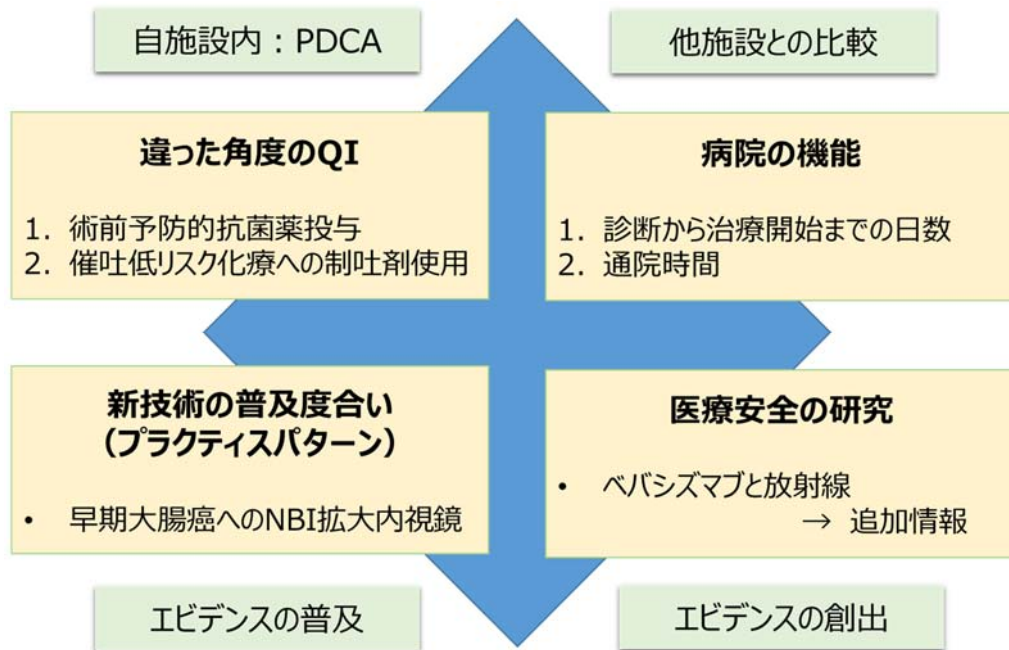 自施設内：PDCA
他施設との比較
違った角度のQI
1. 術前予防的抗菌薬投与
2. 催吐低リスク化療への制吐剤使用
病院の機能
1. 診断から治療開始までの日数
2. 通院時間
新技術の普及度合い
（プラクティスパターン）
• 早期大腸癌へのNBI拡大内視鏡
医療安全の研究
• ベバシズマブと放射線
→ 追加情報
エビデンスの普及
エビデンスの創出